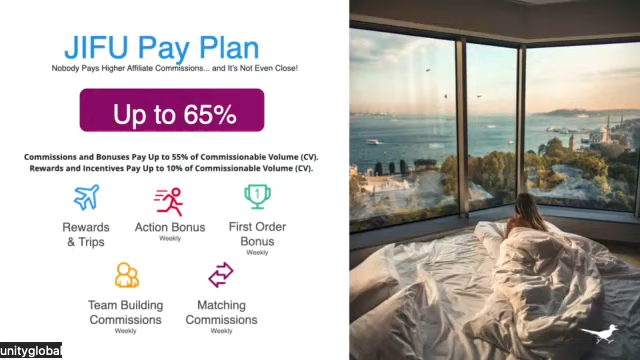 JIFU Pay Plan
Nobody Pays Higher Affiliate Commissions... and It's Not Even Close!
Up to 65%
Commissions and Bonuses Pay Up to 55% of Commissionable Volume (CV).
Rewards and Incentives Pay Up to 10% of Commissionable Volume (CV).
1
Rewards
& Trips
Action Bonus
Weekly
First Order
Bonus
Weekly
Team Building
Commissions
Weekly
Matching
Commissions
Weekly
unityglobal